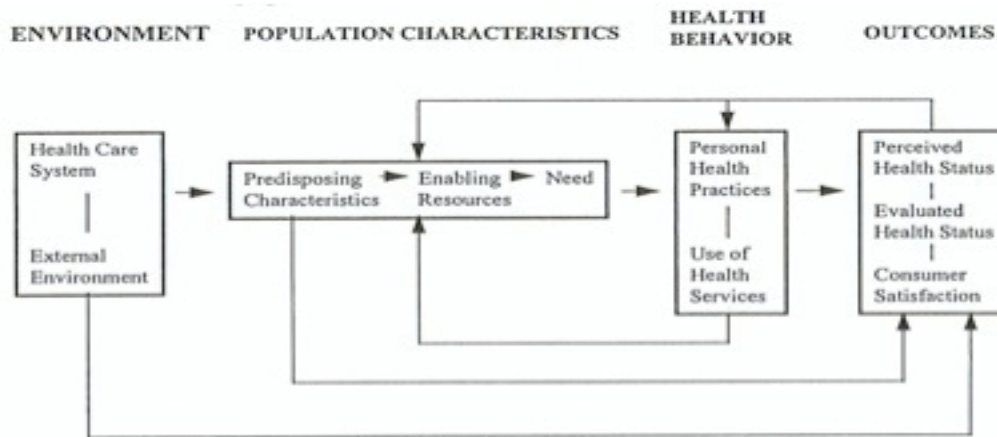 ENVIRONMENT
POPULATION CHARACTERISTICS
HEALTH
BEHAVIOR
OUTCOMES
Health Care
System
External
Environment
Predisposing
Characteristics
Enabling
Resources
Need
Personal
Health
Practices
Use of
Health
Services
Perceived
Health Status
Evaluated
Health Status
Consumer
Satisfaction